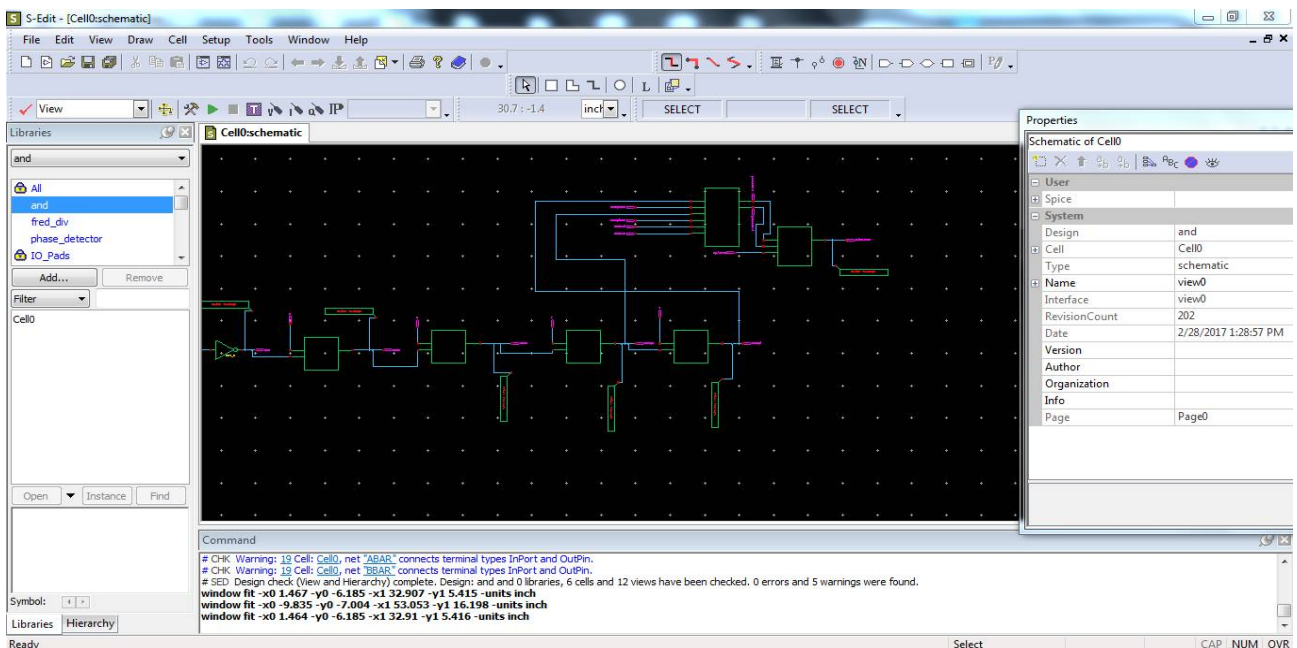 S-Edit - [Cell0:schematic]
File Edit View Draw Cell Setup Tools Window Help
View
IP
30.7 : -1.4
inch
SELECT
SELECT
L
Libraries
Cell0:schematic
and
All
and
fred_div
phase_detector
IO_Pads
Add... Remove
Filter
Cell0
Open Instance Find
Symbol:
Libraries Hierarchy
Properties
Schematic of Cell0
User
Spice
System
Design and
Cell Cell0
Type schematic
Name view0
Interface view0
RevisionCount 202
Date 2/28/2017 1:28:57 PM
Version
Author
Organization
Info
Page Page0
Command
# CHK Warning: 19 Cell: Cell0, net "ABAR" connects terminal types InPort and OutPin.
# CHK Warning: 19 Cell: Cell0, net "BBAR" connects terminal types InPort and OutPin.
# SED Design check (View and Hierarchy) complete. Design: and and 0 libraries, 6 cells and 12 views have been checked. 0 errors and 5 warnings were found.
window fit -x0 1.467 -y0 -6.185 -x1 32.907 -y1 5.415 -units inch
window fit -x0 -9.835 -y0 -7.004 -x1 53.053 -y1 16.198 -units inch
window fit -x0 1.464 -y0 -6.185 -x1 32.91 -y1 5.416 -units inch
Ready
Select
CAP NUM OVR